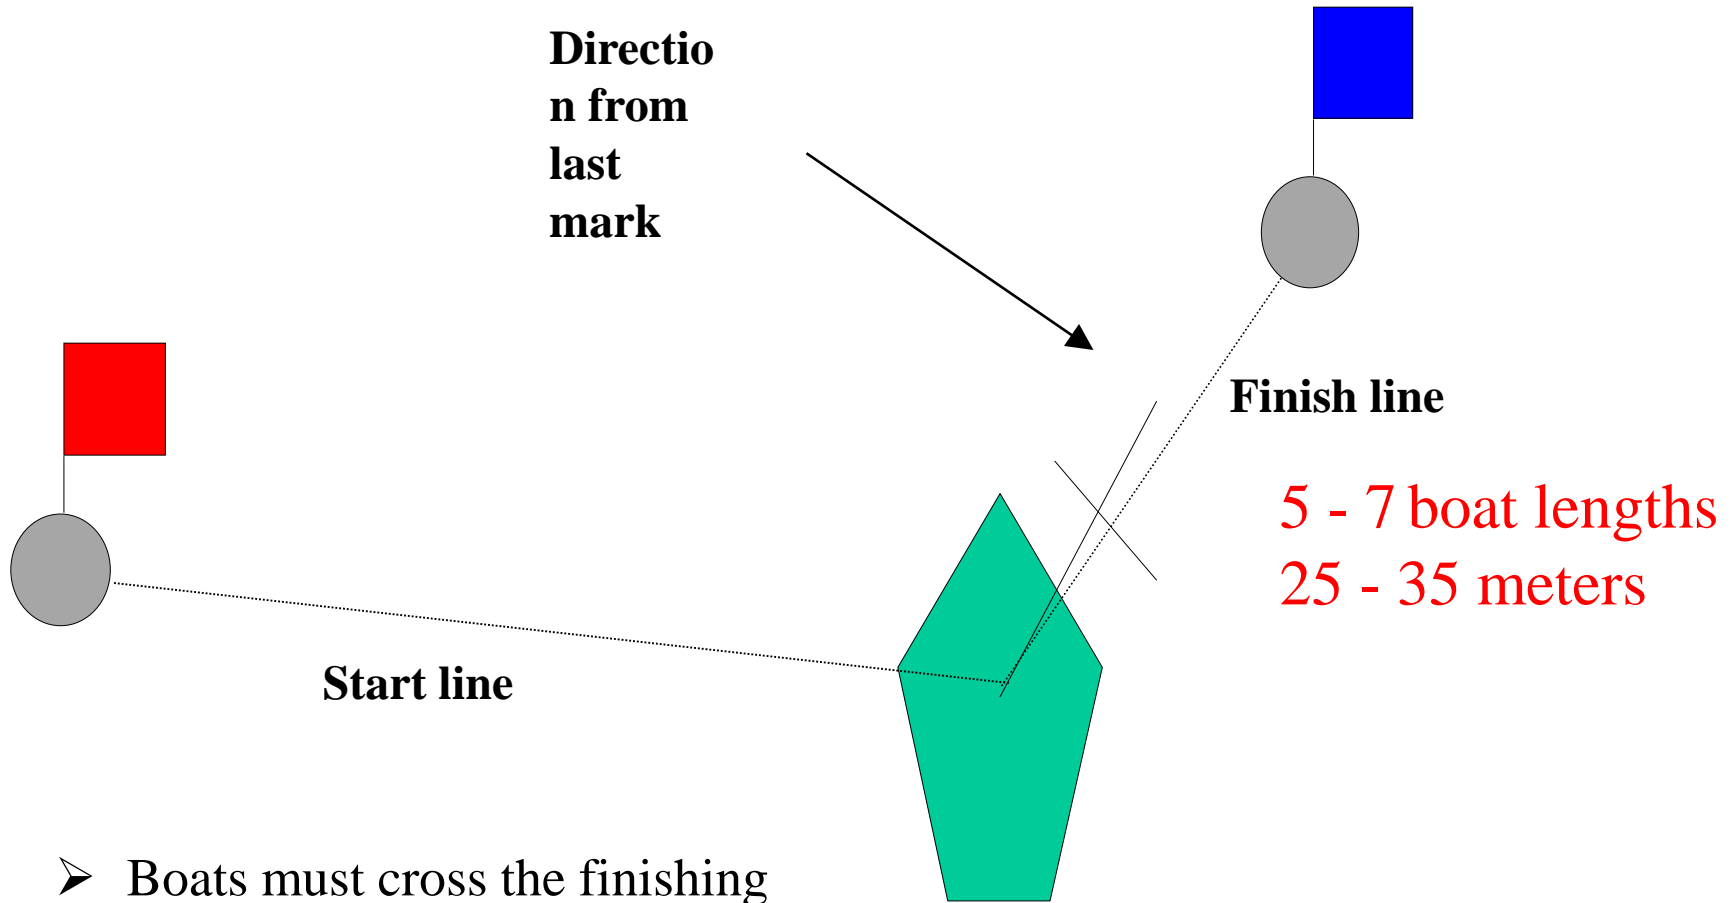 Directio
n from
last
mark
Finish line
5 - 7 boat lengths
25 - 35 meters
Start line
➢ Boats must cross the finishing